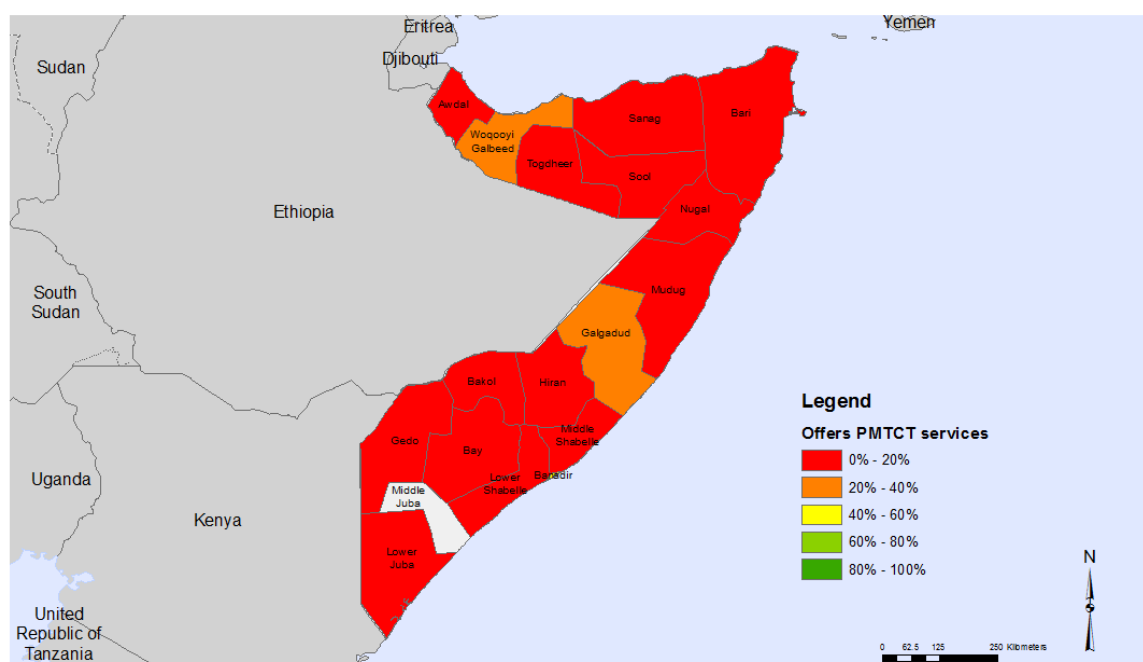 Eritrea
Yemen
Djibouti
Sudan
Awdal
Sanag
Bari
Woqooyi
Galbeed
Togdheer
Sool
Ethiopia
Nugal
South
Sudan
Mudug
Galgadud
Bakol
Hiran
Legend
Offers PMTCT services
Gedo
Middle
Shabelle
Bay
0% - 20%
Uganda
Banadir
Lower
Shabelle
20% - 40%
Middle
Juba
40% - 60%
Kenya
60% - 80%
Lower
Juba
80% - 100%
N
United
Republic of
Tanzania
0 62.5 125 250 Kilometers